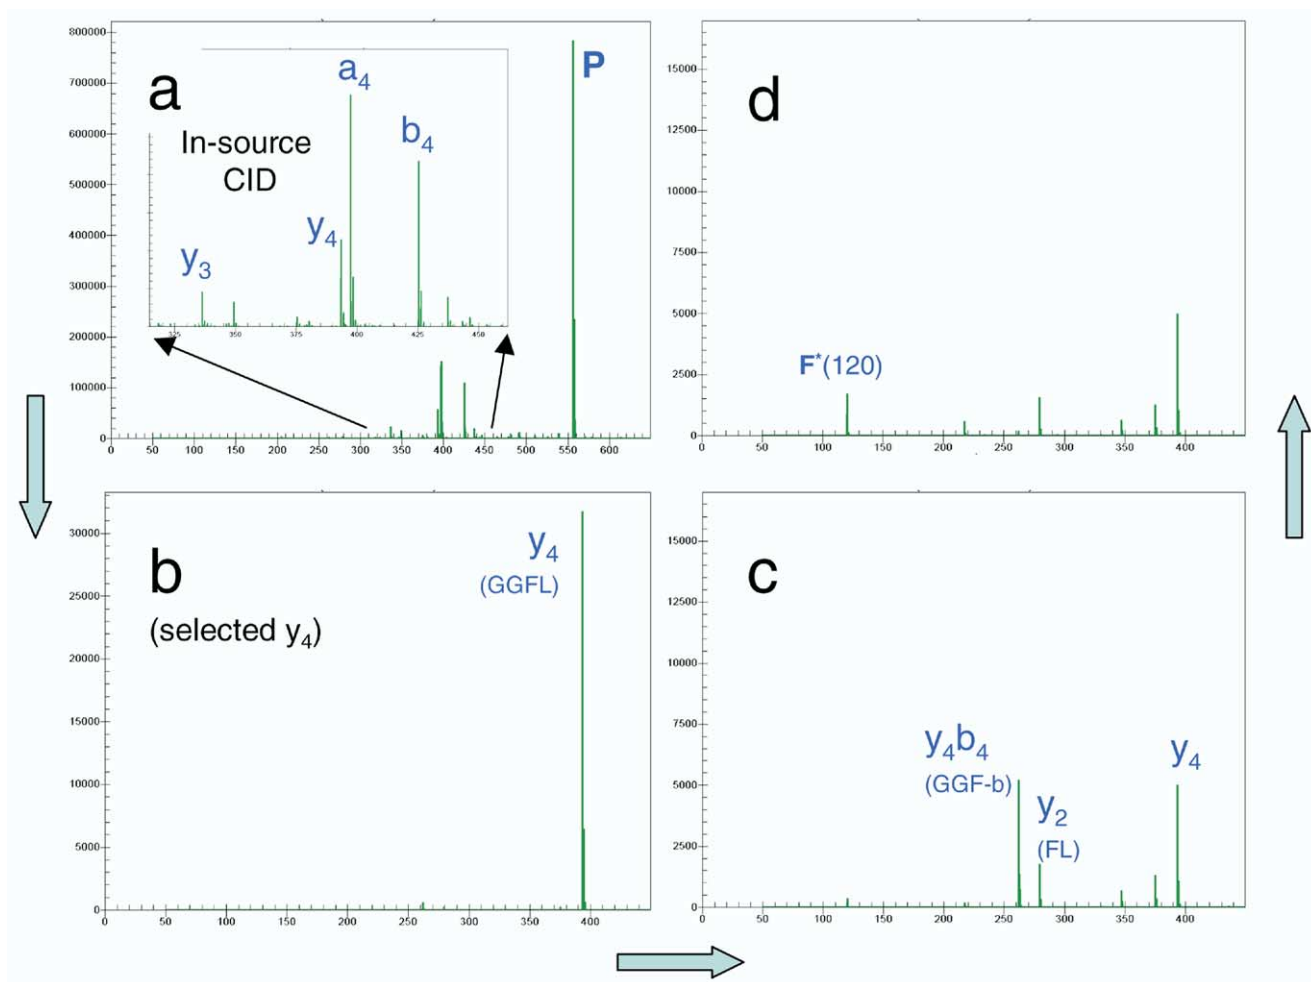 800000
700000
600000
500000
400000
300000
200000
100000
0
0 50 100 150 200 250 300 350 400 450 500 550 600
a
In-source
CID
y3
y4
a4
b4
P
325 350 375 400 425 450
d
15000
12500
10000
7500
5000
2500
0
F*(120)
0 50 100 150 200 250 300 350 400
b
(selected y4)
y4
(GGFL)
30000
25000
20000
15000
10000
5000
0
0 50 100 150 200 250 300 350 400
c
15000
12500
10000
7500
5000
2500
0
y4b4
(GGF-b)
y2
(FL)
y4
0 50 100 150 200 250 300 350 400